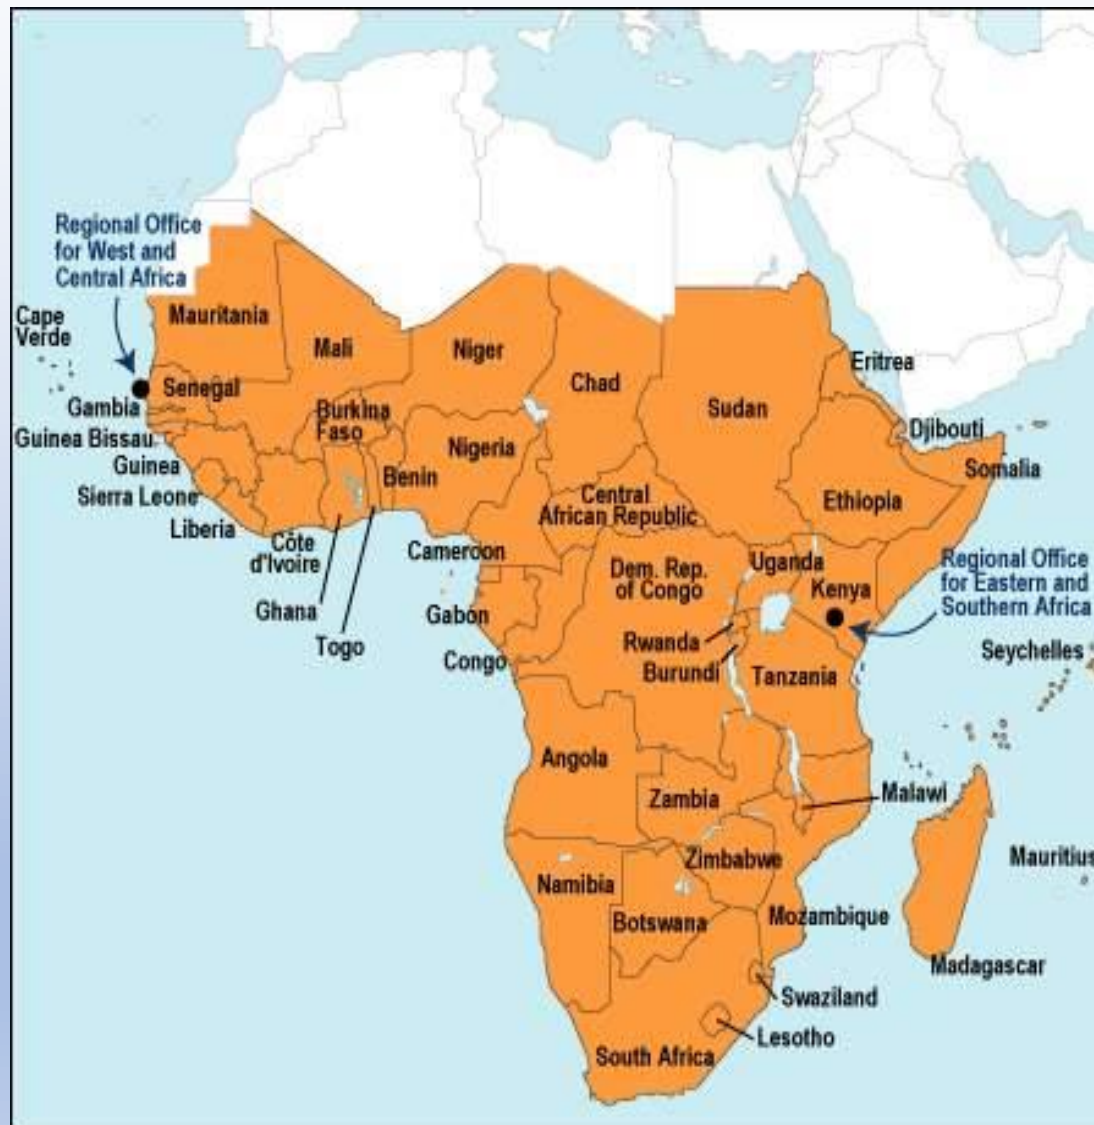 Regional Office
for West and
Central Africa
Cape
Verde
Mauritania
Mali
Niger
Chad
Sudan
Eritrea
Senegal
Gambia
Burkina
Faso
Djibouti
Guinea Bissau
Nigeria
Guinea
Benin
Somalia
Sierra Leone
Central
African Republic
Ethiopia
Liberia
Côte
d'Ivoire
Cameroon
Uganda
Regional Office
for Eastern and
Southern Africa
Dem. Rep.
of Congo
Kenya
Ghana
Gabón
Togo
Rwanda
Congo
Burundi
Tanzania
Seychelles
Angola
Zambia
Malawi
Zimbabwe
Mauritius
Namibia
Botswana
Mozambique
Madagascar
Swaziland
Lesotho
South Africa